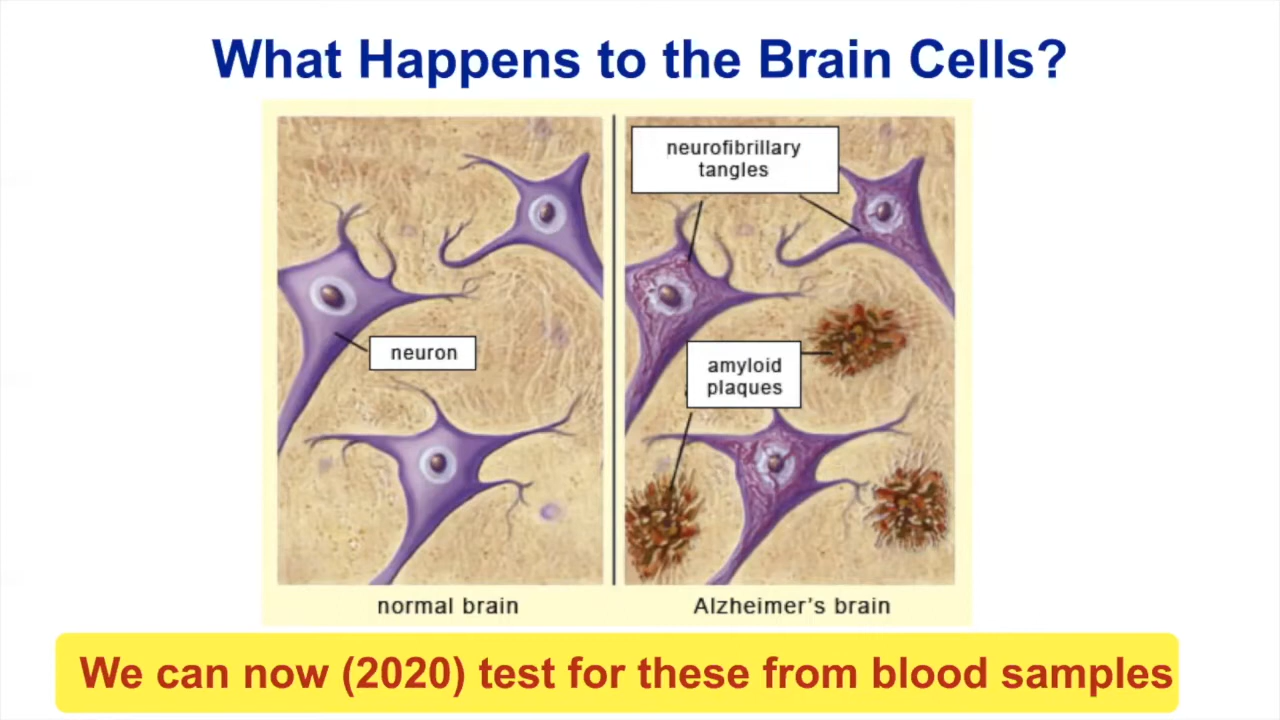 What Happens to the Brain Cells?
neurofibrillary
tangles
neuron
amyloid
plaques
normal brain
Alzheimer's brain
We can now (2020) test for these from blood samples